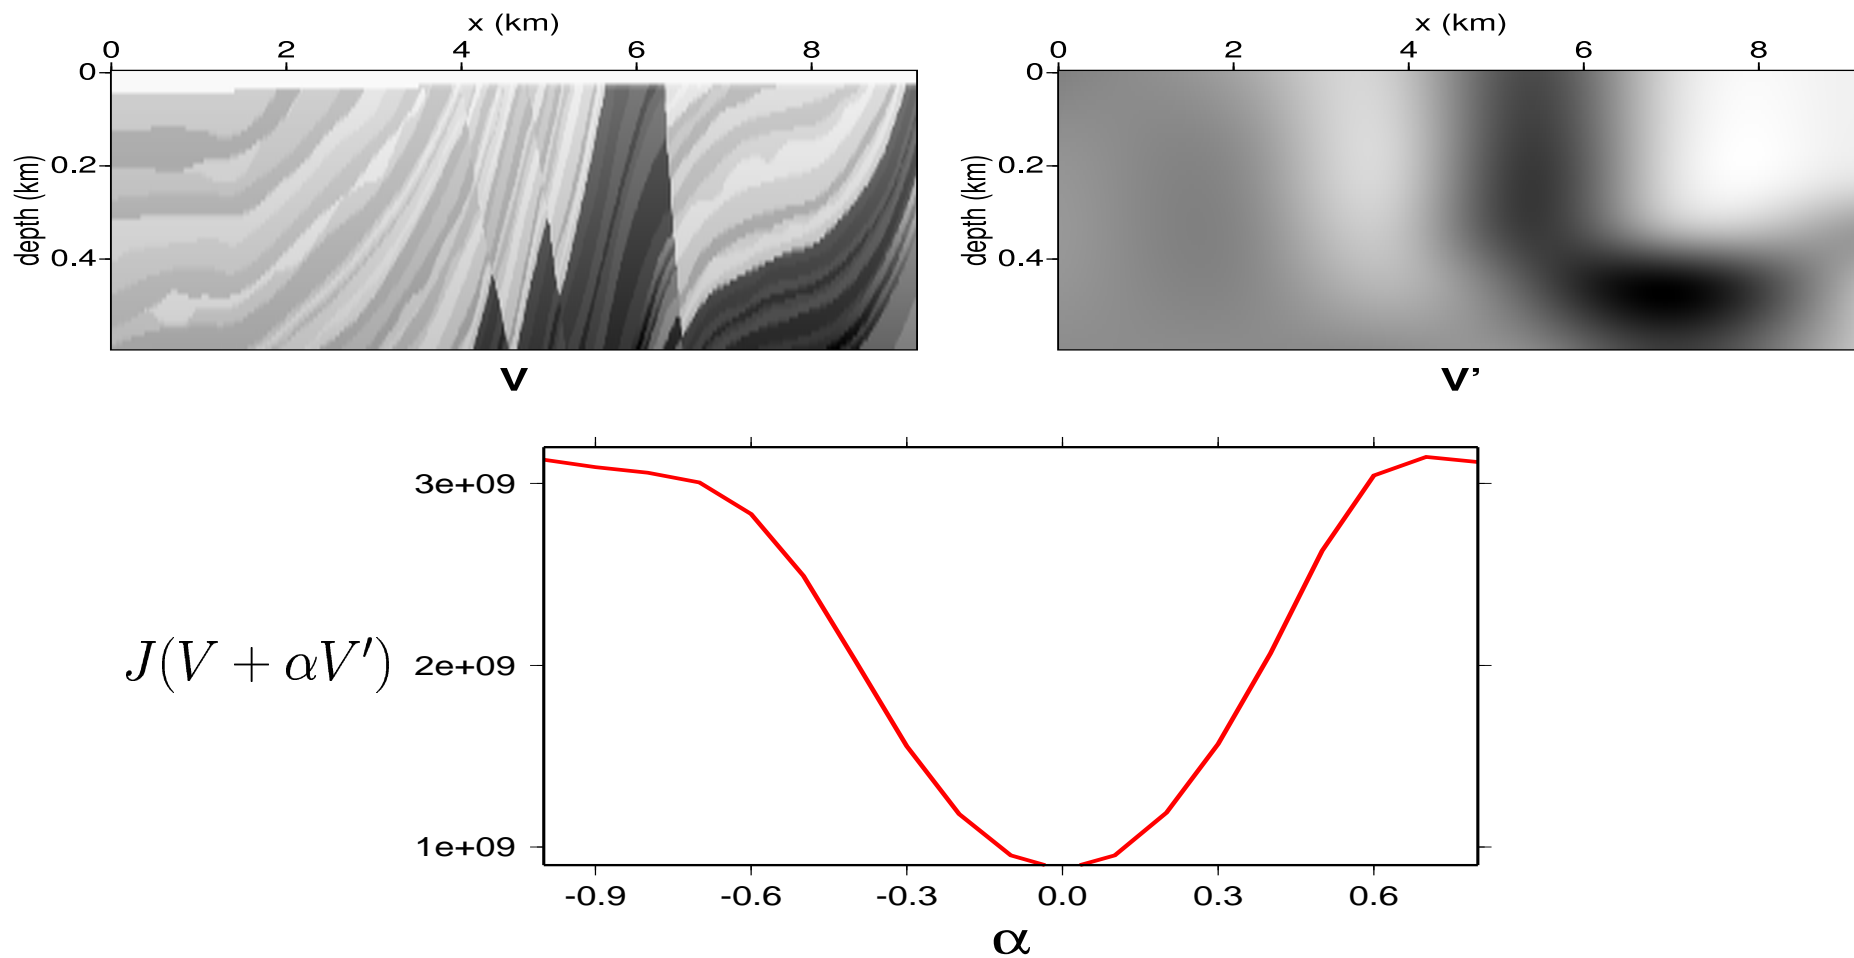 x (km)
0 2 4 6 8
0
0.2
0.4
depth (km)
V
x (km)
0 2 4 6 8
0
0.2
0.4
depth (km)
V’
3e+09
2e+09
1e+09
J(V + αV′)
-0.9 -0.6 -0.3 0.0 0.3 0.6
α